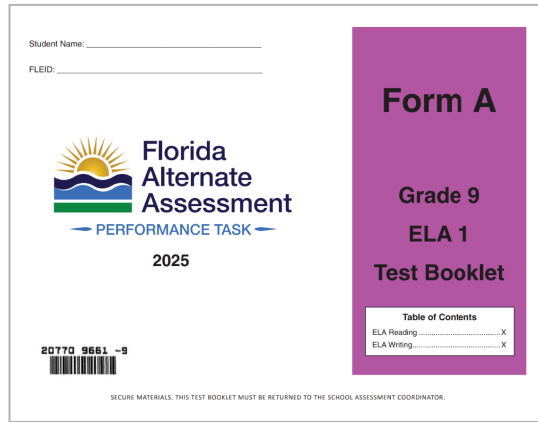 Student Name:
FLEID:
Florida
Alternate
Assessment
PERFORMANCE TASK
2025
20770 9661 -9
Form A
Grade 9
ELA 1
Test Booklet
Table of Contents
ELA Reading ........................................ X
ELA Writing........................................... X
SECURE MATERIALS. THIS TEST BOOKLET MUST BE RETURNED TO THE SCHOOL ASSESSMENT COORDINATOR.